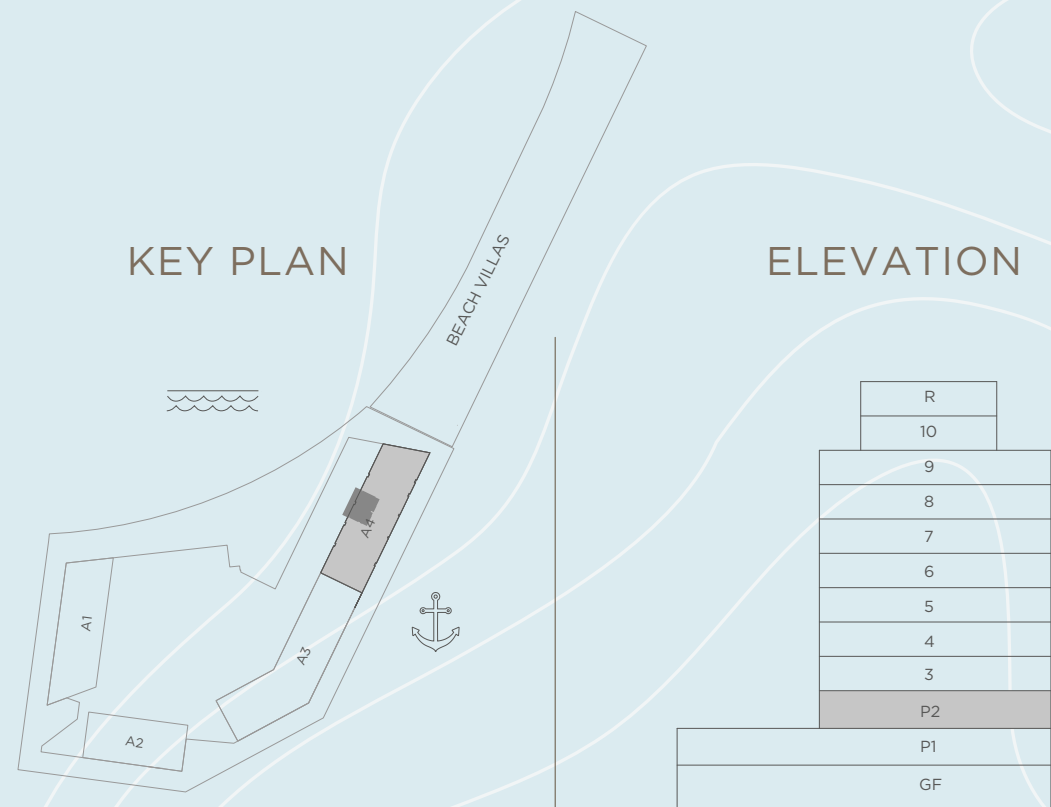 KEY PLAN
ELEVATION
BEACH VILLAS
A4
A3
A1
A2
R
10
9
8
7
6
5
4
3
P2
P1
GF